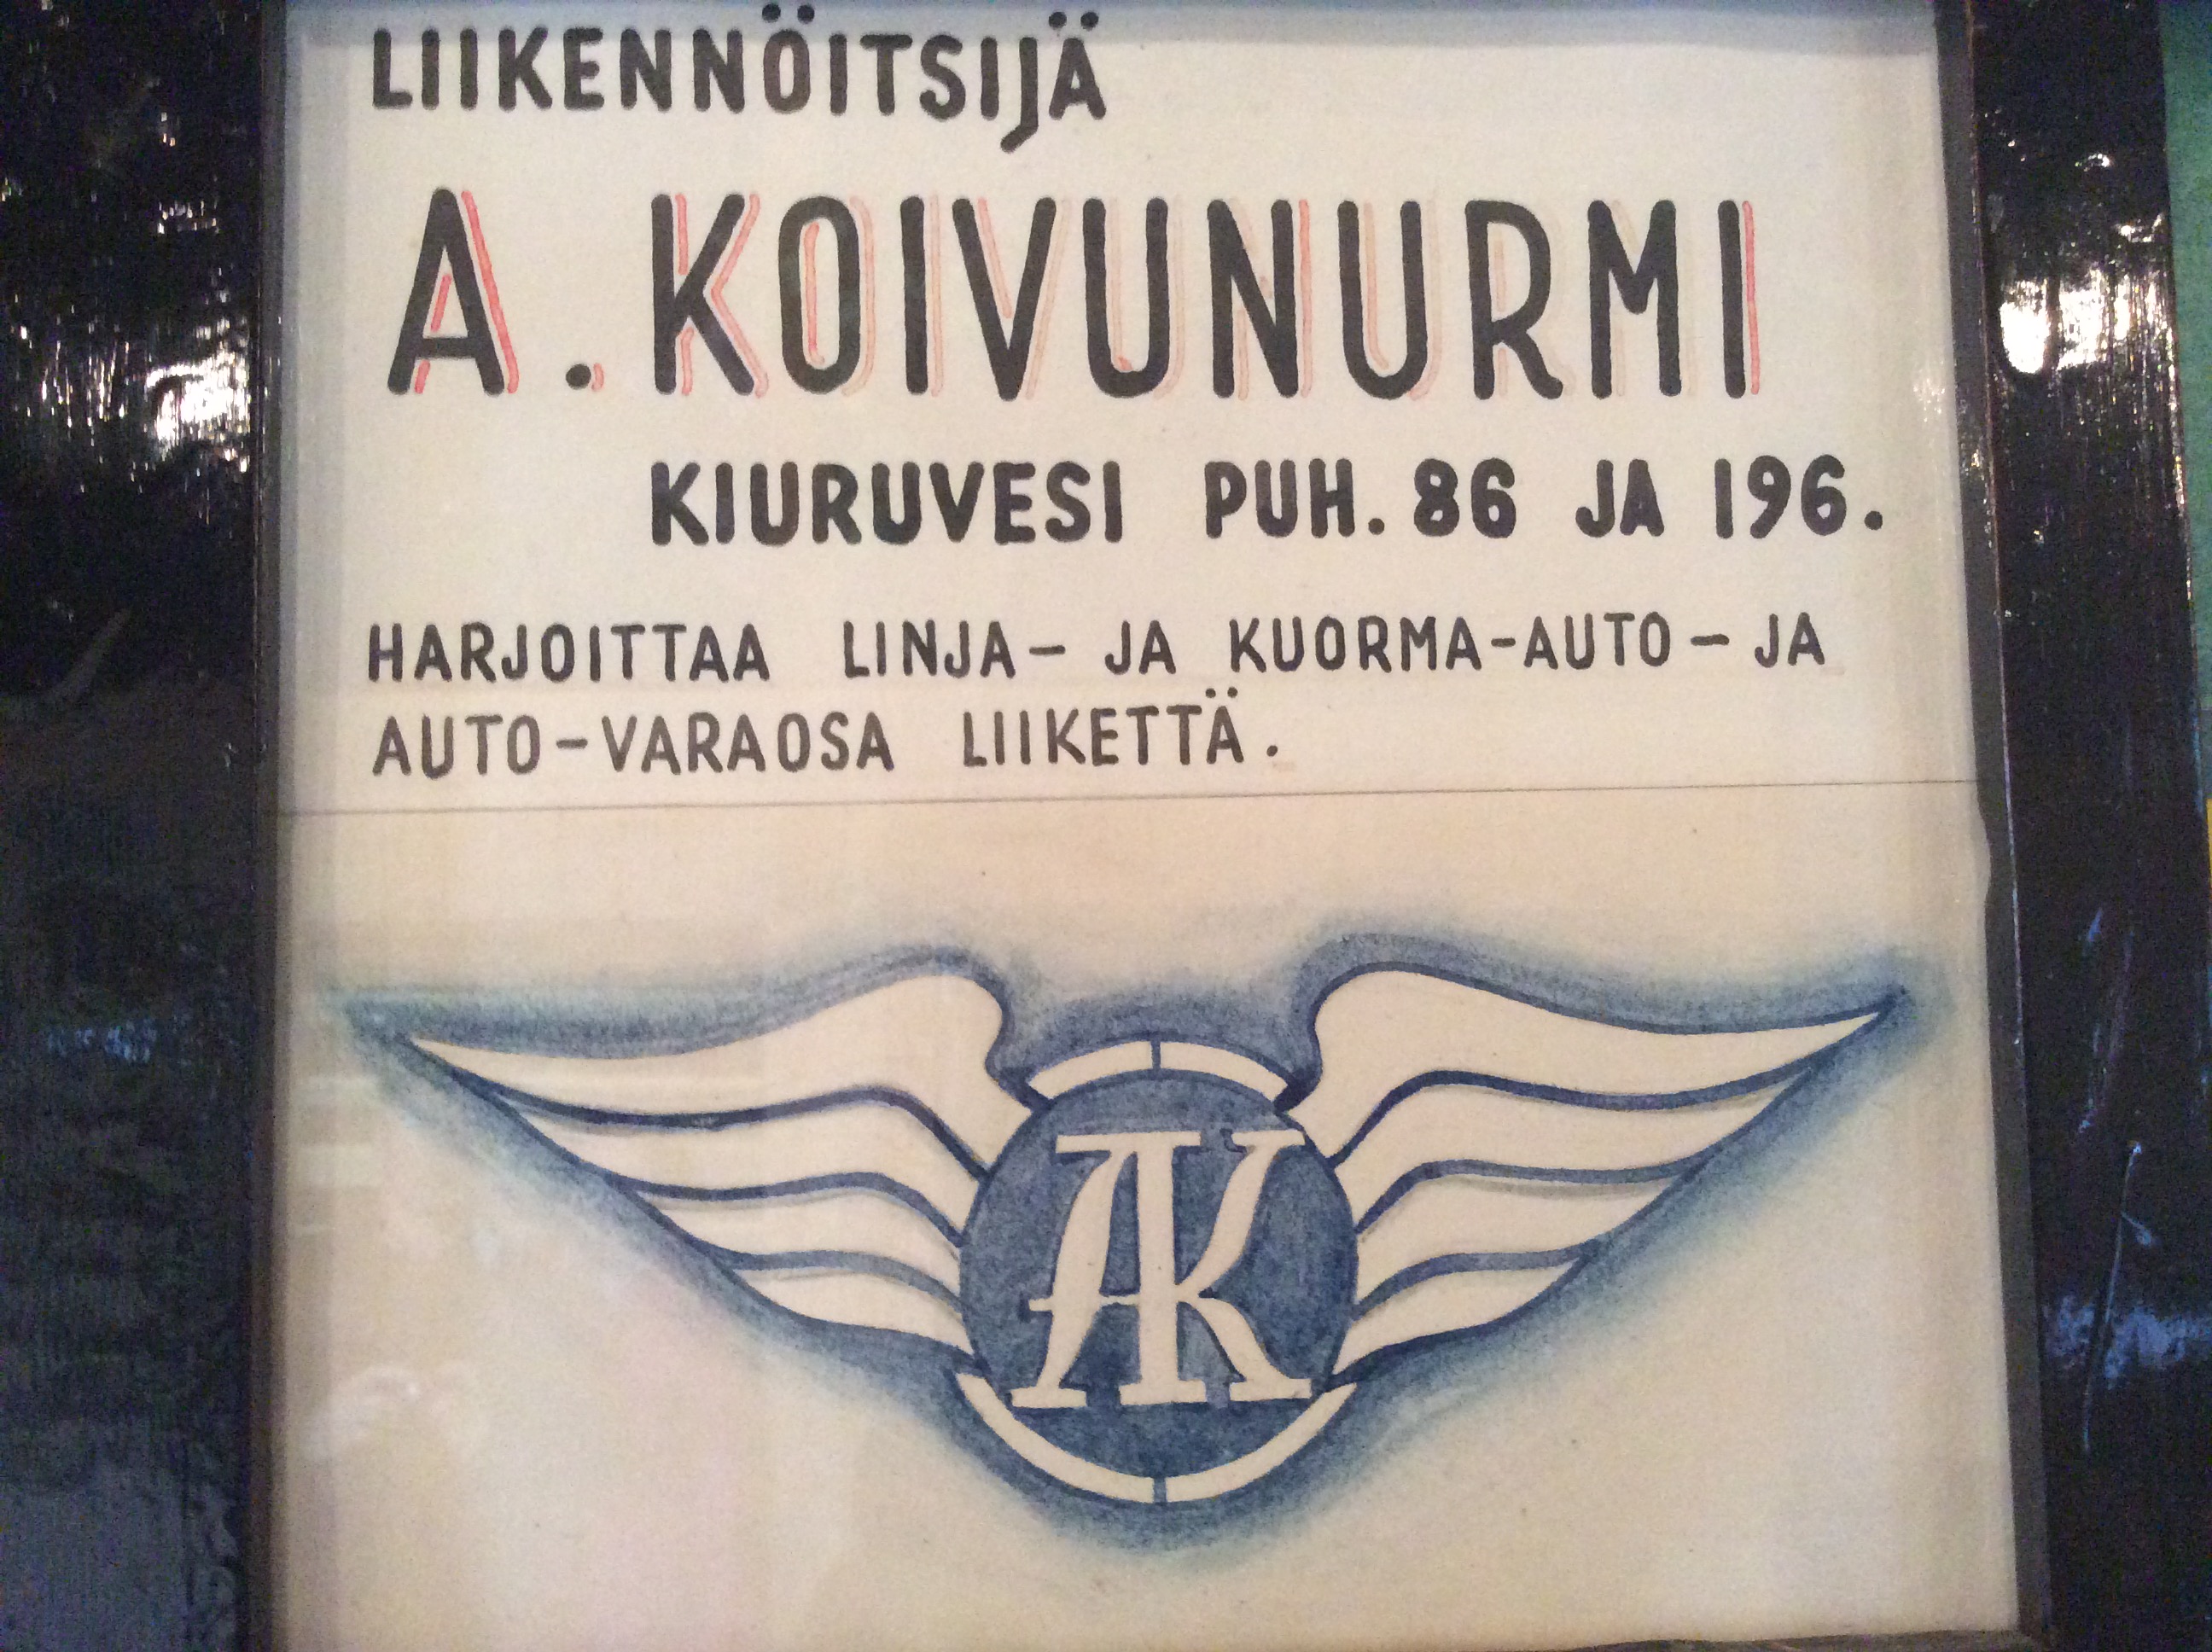 LIIKENNÖITSIJÄ
A. KOIVUNURMI
KIURUVESI PUH. 86 JA 196.
HARJOITTAA LINJA- JA KUORMA-AUTO- JA
AUTO-VARAOSA LIIKETTÄ.
AK